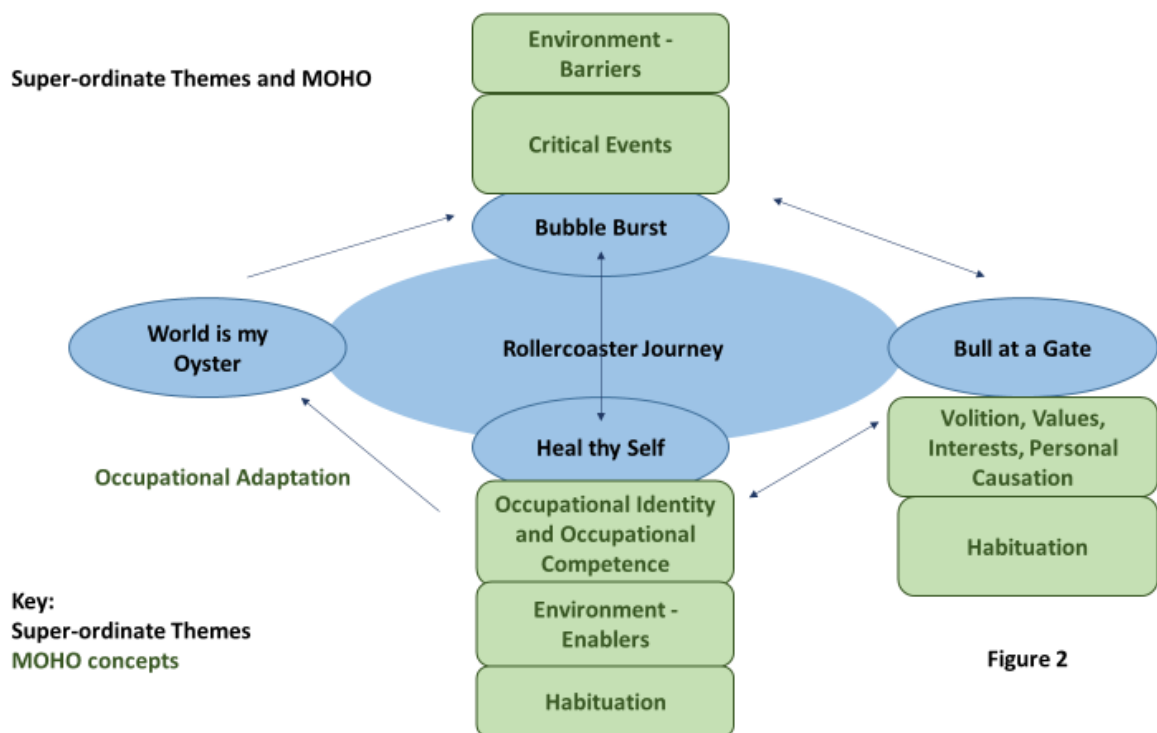 Environment -
Barriers
Super-ordinate Themes and MOHO
Critical Events
Bubble Burst
World is my
Oyster
Rollercoaster Journey
Bull at a Gate
Heal thy Self
Volition, Values,
Interests, Personal
Causation
Occupational Adaptation
Occupational Identity
and Occupational
Competence
Habituation
Environment -
Enablers
Habituation
Key:
Super-ordinate Themes
MOHO concepts
Figure 2